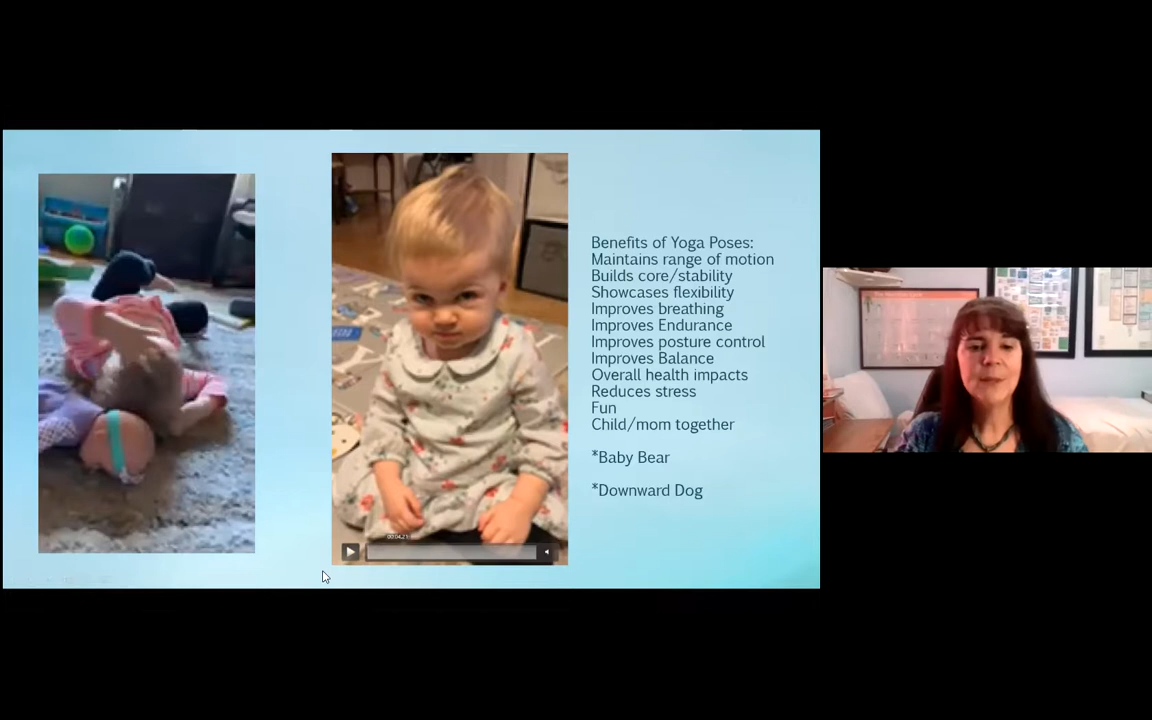 Benefits of Yoga Poses:
Maintains range of motion
Builds core/stability
Showcases flexibility
Improves breathing
Improves Endurance
Improves posture control
Improves Balance
Overall health impacts
Reduces stress
Fun
Child/mom together
*Baby Bear
*Downward Dog